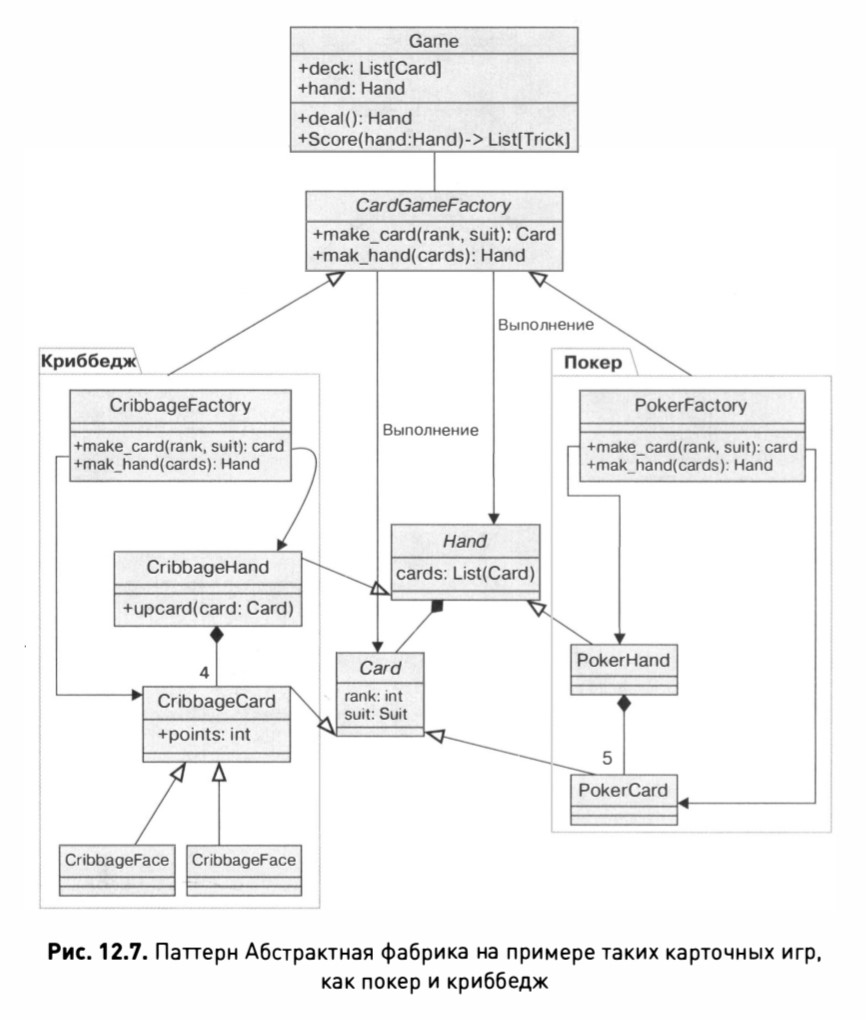 Game
+deck: List[Card]
+hand: Hand
+deal(): Hand
+Score(hand:Hand)-> List[Trick]
CardGameFactory
+make_card(rank, suit): Card
+mak_hand(cards): Hand
Выполнение
Криббедж
Покер
CribbageFactory
+make_card(rank, suit): card
+mak_hand(cards): Hand
PokerFactory
+make_card(rank, suit): card
+mak_hand(cards): Hand
Выполнение
Hand
cards: List(Card)
CribbageHand
+upcard(card: Card)
4
Card
rank: int
suit: Suit
PokerHand
CribbageCard
+points: int
5
PokerCard
CribbageFace
CribbageFace
Рис. 12.7. Паттерн Абстрактная фабрика на примере таких карточных игр,
как покер и криббедж